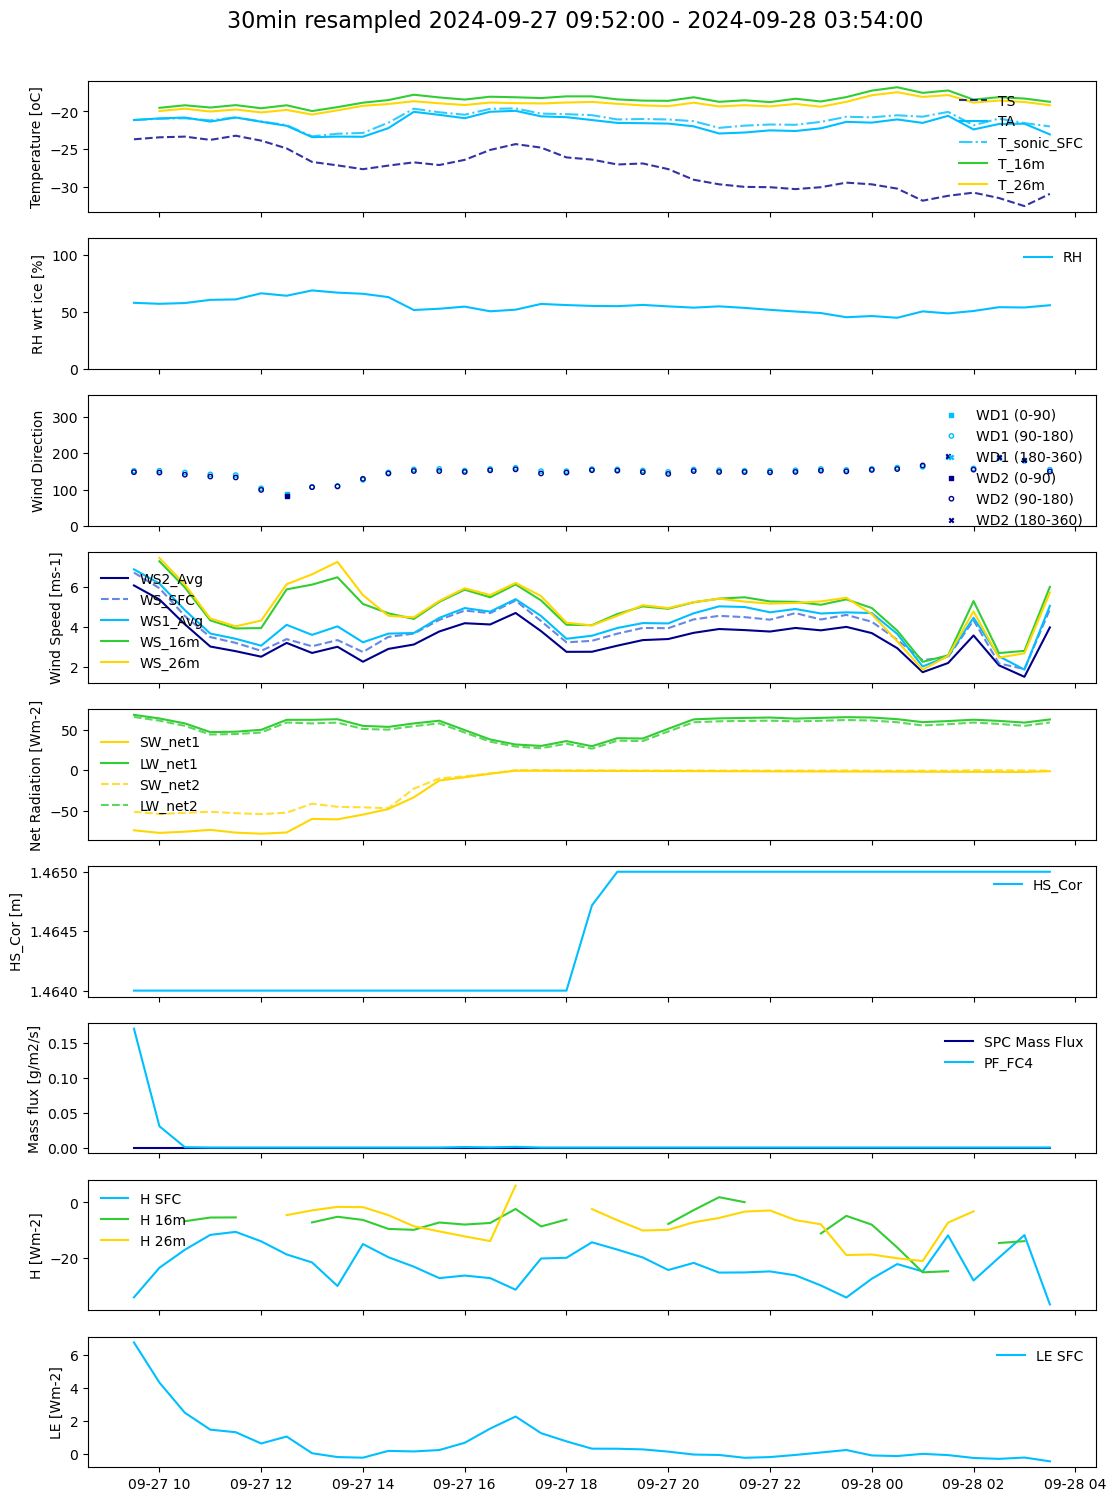 30min resampled 2024-09-27 09:52:00 - 2024-09-28 03:54:00
Temperature [oC]
−20
−25
−30
TS
TA
T_sonic_SFC
T_16m
T_26m
RH wrt ice [%]
100
50
0
RH
Wind Direction
300
200
100
0
WD1 (0-90)
WD1 (90-180)
WD1 (180-360)
WD2 (0-90)
WD2 (90-180)
WD2 (180-360)
Wind Speed [ms-1]
6
4
2
WS2_Avg
WS_SFC
WS1_Avg
WS_16m
WS_26m
Net Radiation [Wm-2]
50
0
−50
SW_net1
LW_net1
SW_net2
LW_net2
HS_Cor [m]
1.4650
1.4645
1.4640
HS_Cor
Mass flux [g/m2/s]
0.15
0.10
0.05
0.00
SPC Mass Flux
PF_FC4
H [Wm-2]
0
−20
H SFC
H 16m
H 26m
LE [Wm-2]
6
4
2
0
LE SFC
09-27 10 09-27 12 09-27 14 09-27 16 09-27 18 09-27 20 09-27 22 09-28 00 09-28 02 09-28 04